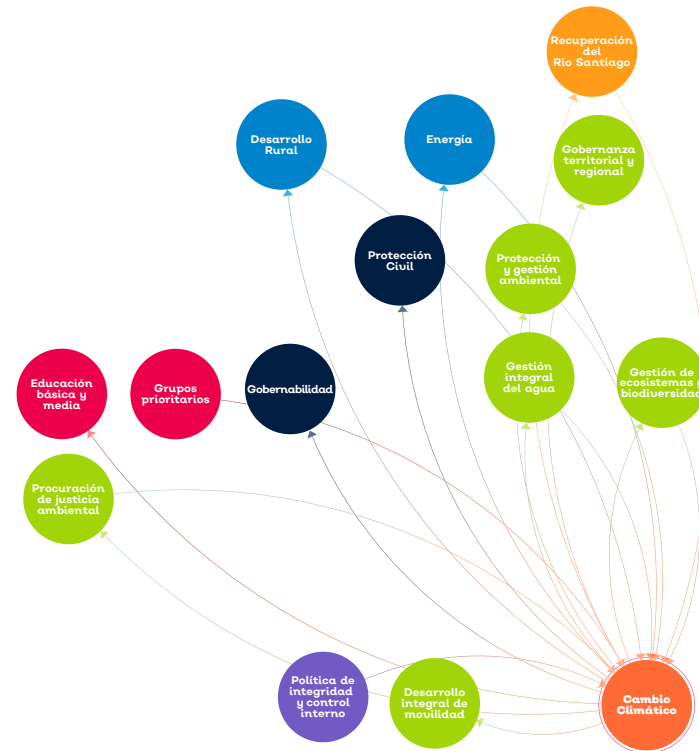 Recuperación
del
Rio Santiago
Desarrollo
Rural
Energía
Gobernanza
territorial y
regional
Protección
Civil
Protección
y gestión
ambiental
Educación
básica y
media
Grupos
prioritarios
Gobernabilidad
Gestión
integral
del agua
Gestión de
ecosistemas y
biodiversidad
Procuración
de justicia
ambiental
Política de
integridad
y control
interno
Desarrollo
integral de
movilidad
Cambio
Climático